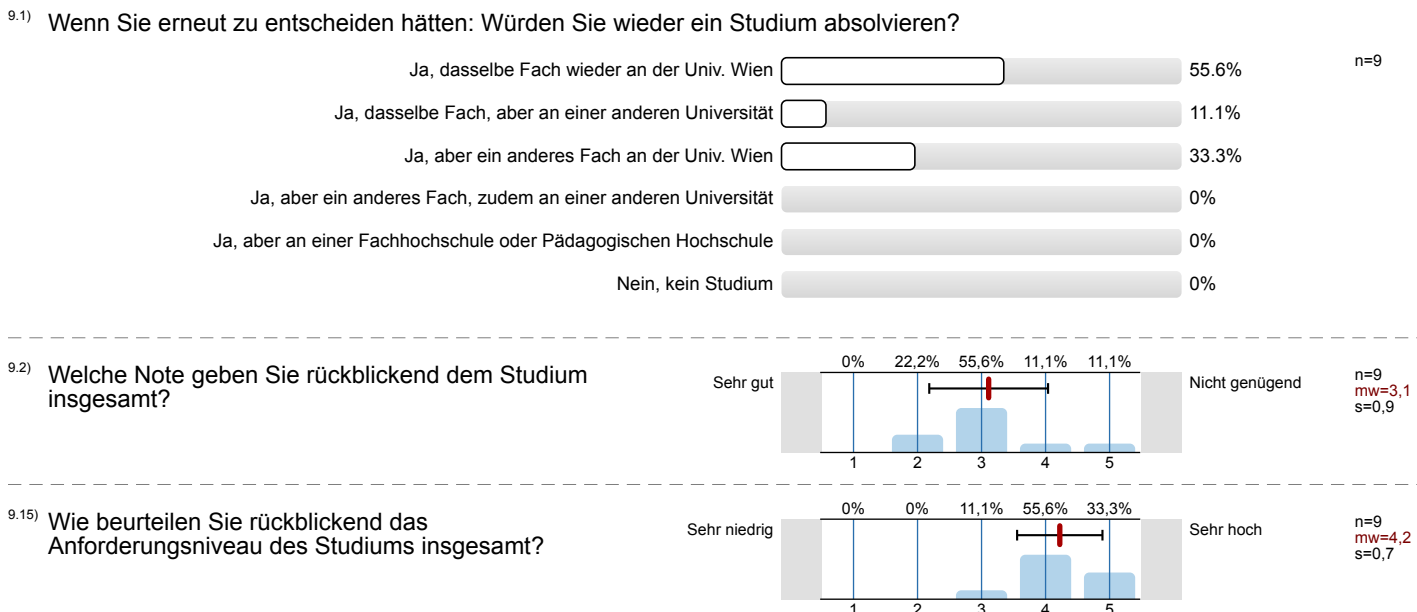 9.1) Wenn Sie erneut zu entscheiden hätten: Würden Sie wieder ein Studium absolvieren?
Ja, dasselbe Fach wieder an der Univ. Wien 55.6% n=9
Ja, dasselbe Fach, aber an einer anderen Universität 11.1%
Ja, aber ein anderes Fach an der Univ. Wien 33.3%
Ja, aber ein anderes Fach, zudem an einer anderen Universität 0%
Ja, aber an einer Fachhochschule oder Pädagogischen Hochschule 0%
Nein, kein Studium 0%
9.2) Welche Note geben Sie rückblickend dem Studium
insgesamt?
Sehr gut
0% 22,2% 55,6% 11,1% 11,1%
1 2 3 4 5
Nicht genügend
n=9
mw=3,1
s=0,9
9.15) Wie beurteilen Sie rückblickend das
Anforderungsniveau des Studiums insgesamt?
Sehr niedrig
0% 0% 11,1% 55,6% 33,3%
1 2 3 4 5
Sehr hoch
n=9
mw=4,2
s=0,7